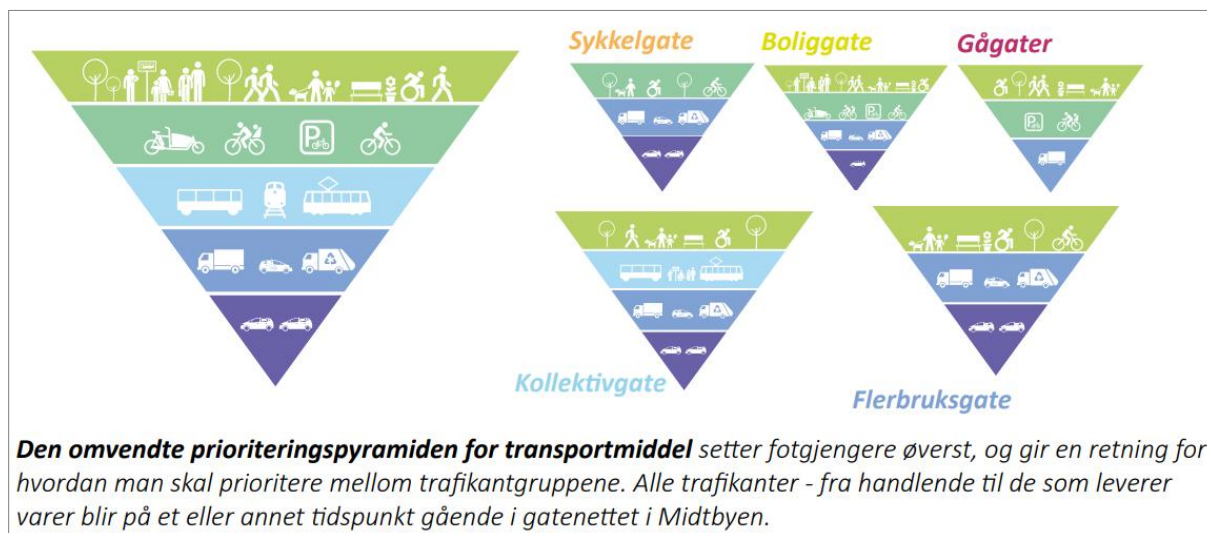 Sykkelgate
Boliggate
Gågater
P
P
P
Kollektivgate
Flerbruksgate
Den omvendte prioriteringspyramiden for transportmiddel setter fotgjengere øverst, og gir en retning for
hvordan man skal prioritere mellom trafikantgruppene. Alle trafikanter - fra handlende til de som leverer
varer blir på et eller annet tidspunkt gående i gatenettet i Midtbyen.